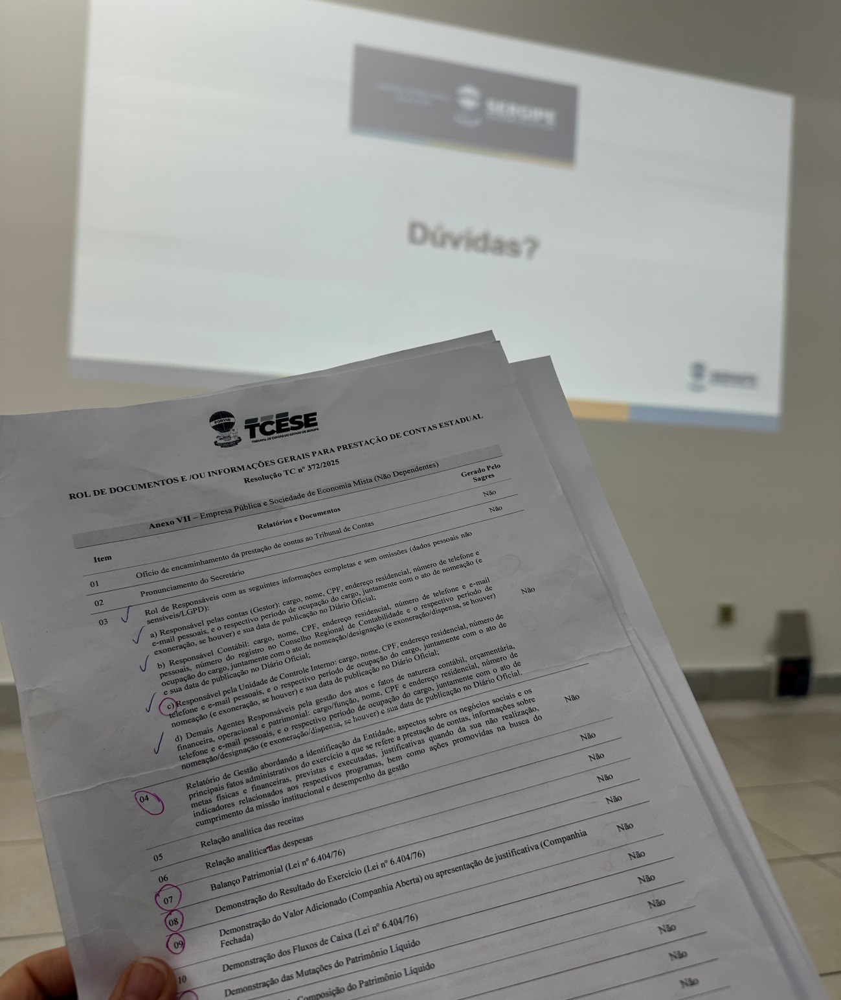 SERGIPE
Dúvidas?
SERGIPE
PORVIR
TCESE
TRIBUNAL DE CONTAS DO ESTADO DE SERGIPE
ROL DE DOCUMENTOS E /OU INFORMAÇÕES GERAIS PARA PRESTAÇÃO DE CONTAS ESTADUAL
Resolução TC nº 372/2025
Anexo VII – Empresa Pública e Sociedade de Economia Mista (Não Dependentes)
Item
Relatórios e Documentos
Gerado Pelo
Sagres
01
Ofício de encaminhamento da prestação de contas ao Tribunal de Contas
Não
02
Pronunciamento do Secretário
Não
03
Rol de Responsáveis com as seguintes informações completas e sem omissões (dados pessoais não
sensíveis/LGPD):
a) Responsável pelas contas (Gestor): cargo, nome, CPF, endereço residencial, número de telefone e
e-mail pessoais, e o respectivo período de ocupação do cargo, juntamente com o ato de nomeação (e
exoneração, se houver) e sua data de publicação no Diário Oficial;
b) Responsável Contábil: cargo, nome, CPF, endereço residencial, número de telefone e e-mail
pessoais, número do registro no Conselho Regional de Contabilidade e o respectivo período de
ocupação do cargo, juntamente com o ato de nomeação/designação (e exoneração/dispensa, se houver)
e sua data de publicação no Diário Oficial;
c) Responsável pela Unidade de Controle Interno: cargo, nome, CPF, endereço residencial, número de
telefone e e-mail pessoais, e o respectivo período de ocupação do cargo, juntamente com o ato de
nomeação (e exoneração, se houver) e sua data de publicação no Diário Oficial;
d) Demais Agentes Responsáveis pela gestão dos atos e fatos de natureza contábil, orçamentária,
financeira, operacional e patrimonial: cargo/função, nome, CPF e endereço residencial, número de
telefone e e-mail pessoais, e o respectivo período de ocupação do cargo, juntamente com o ato de
nomeação/designação (e exoneração/dispensa, se houver) e sua data de publicação no Diário Oficial.
Não
04
Relatório de Gestão abordando a identificação da Entidade, aspectos sobre os negócios sociais e os
principais fatos administrativos do exercício a que se refere a prestação de contas, informações sobre
metas físicas e financeiras, previstas e executadas, justificativas quando da sua não realização,
indicadores relacionados aos respectivos programas, bem como ações promovidas na busca do
cumprimento da missão institucional e desempenho da gestão
Não
05
Relação analítica das receitas
Não
06
Relação analítica das despesas
Não
07
Balanço Patrimonial (Lei nº 6.404/76)
Não
08
Demonstração do Resultado do Exercício (Lei nº 6.404/76)
Não
09
Demonstração do Valor Adicionado (Companhia Aberta) ou apresentação de justificativa (Companhia
Fechada)
Não
10
Demonstração dos Fluxos de Caixa (Lei nº 6.404/76)
Não
Demonstração das Mutações do Patrimônio Líquido
Não
Composição do Patrimônio Líquido
Não
Não
Não
Não